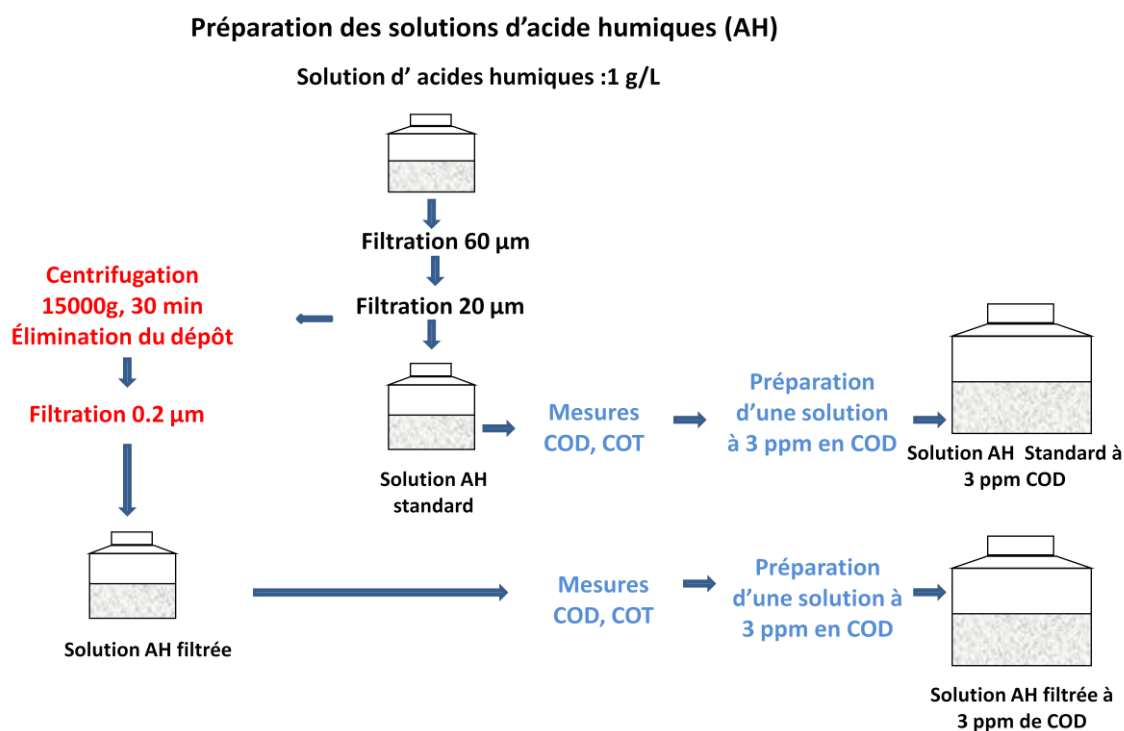 Préparation des solutions d'acide humiques (AH)
Solution d' acides humiques :1 g/L
Filtration 60 µm
Filtration 20 µm
Centrifugation
15000g, 30 min
Élimination du dépôt
Filtration 0.2 µm
Solution AH
standard
Mesures
COD, COT
Préparation
d'une solution
à 3 ppm en COD
Solution AH  Standard à
3 ppm COD
Solution AH filtrée
Mesures
COD, COT
Préparation
d'une solution à
3 ppm en COD
Solution AH filtrée à
3 ppm de COD